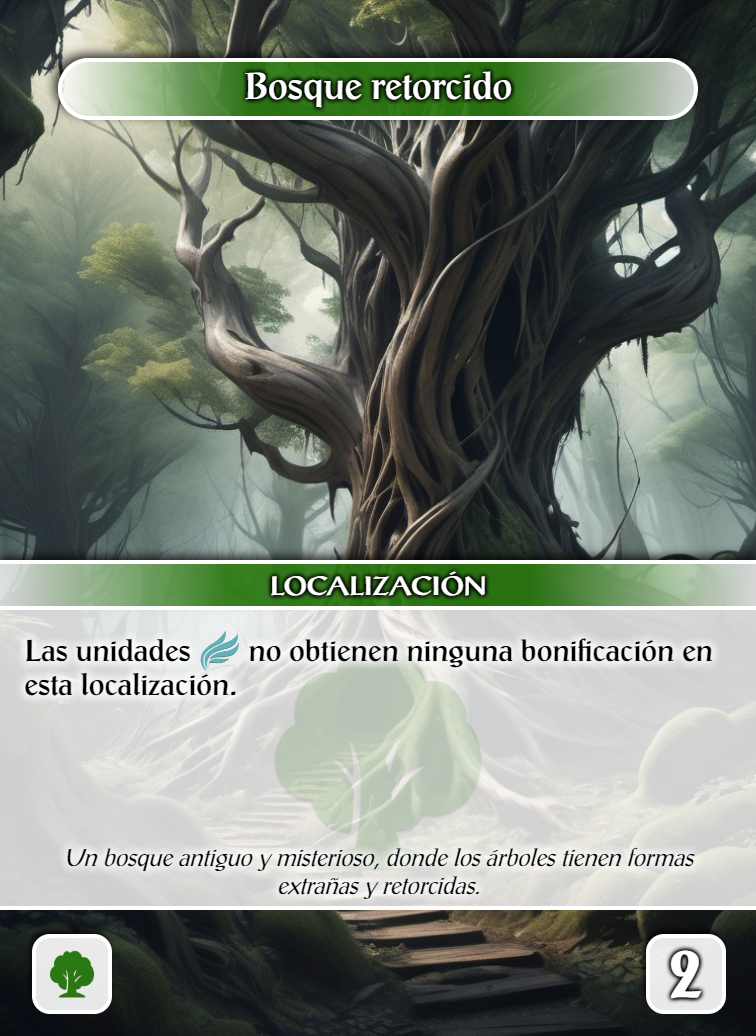 Bosque retorcido
LOCALIZACIÓN
Las unidades no obtienen ninguna bonificación en
esta localización.
Un bosque antiguo y misterioso, donde los árboles tienen formas
extrañas y retorcidas.
2